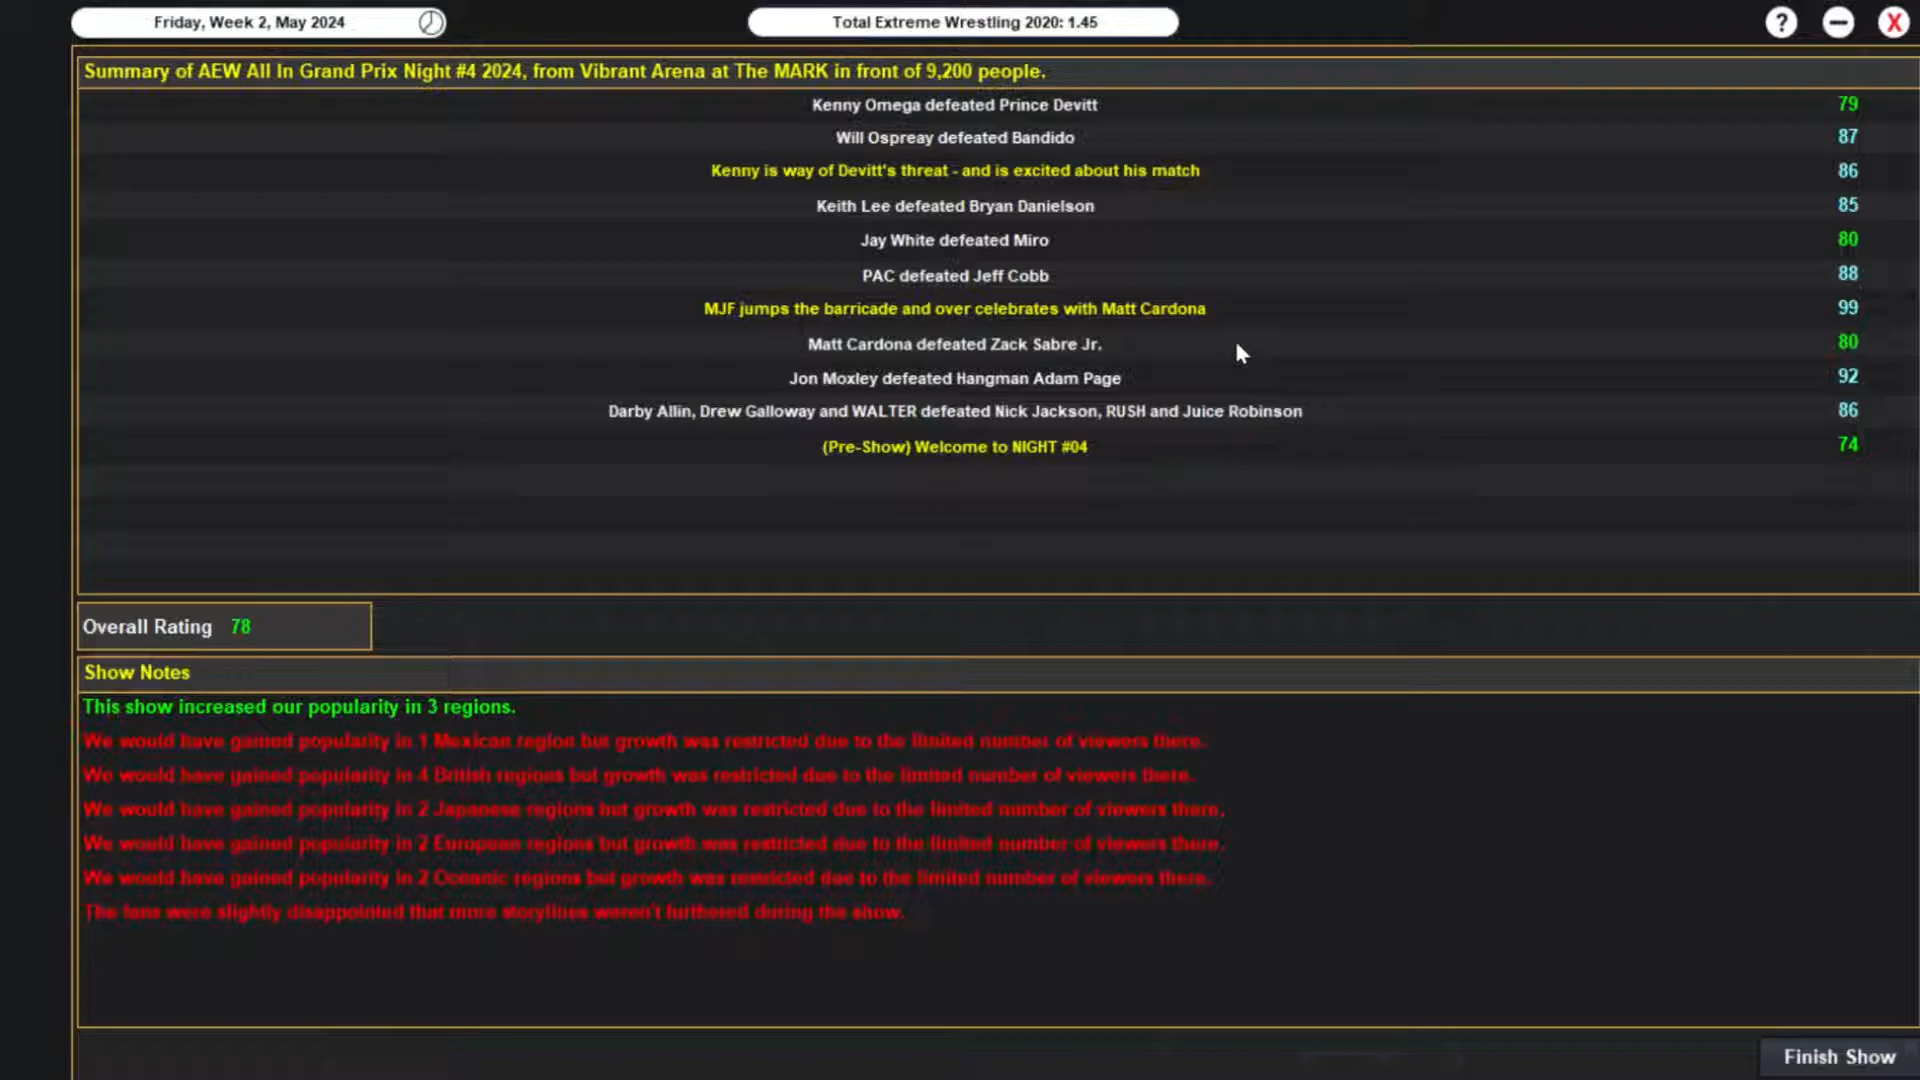 Friday, Week 2, May 2024
Total Extreme Wrestling 2020: 1.45
?
X
Summary of AEW All In Grand Prix Night #4 2024, from Vibrant Arena at The MARK in front of 9,200 people.
Kenny Omega defeated Prince Devitt 79
Will Ospreay defeated Bandido 87
Kenny is way of Devitt's threat - and is excited about his match 86
Keith Lee defeated Bryan Danielson 85
Jay White defeated Miro 80
PAC defeated Jeff Cobb 88
MJF jumps the barricade and over celebrates with Matt Cardona 99
Matt Cardona defeated Zack Sabre Jr. 80
Jon Moxley defeated Hangman Adam Page 92
Darby Allin, Drew Galloway and WALTER defeated Nick Jackson, RUSH and Juice Robinson 86
(Pre-Show) Welcome to NIGHT #04 74
Overall Rating 78
Show Notes
This show increased our popularity in 3 regions.
We would have gained popularity in 1 Mexican region but growth was restricted due to the limited number of viewers there.
We would have gained popularity in 4 British regions but growth was restricted due to the limited number of viewers there.
We would have gained popularity in 2 Japanese regions but growth was restricted due to the limited number of viewers there.
We would have gained popularity in 2 European regions but growth was restricted due to the limited number of viewers there.
We would have gained popularity in 2 Oceanic regions but growth was restricted due to the limited number of viewers there.
The fans were slightly disappointed that more storylines weren't furthered during the show.
Finish Show